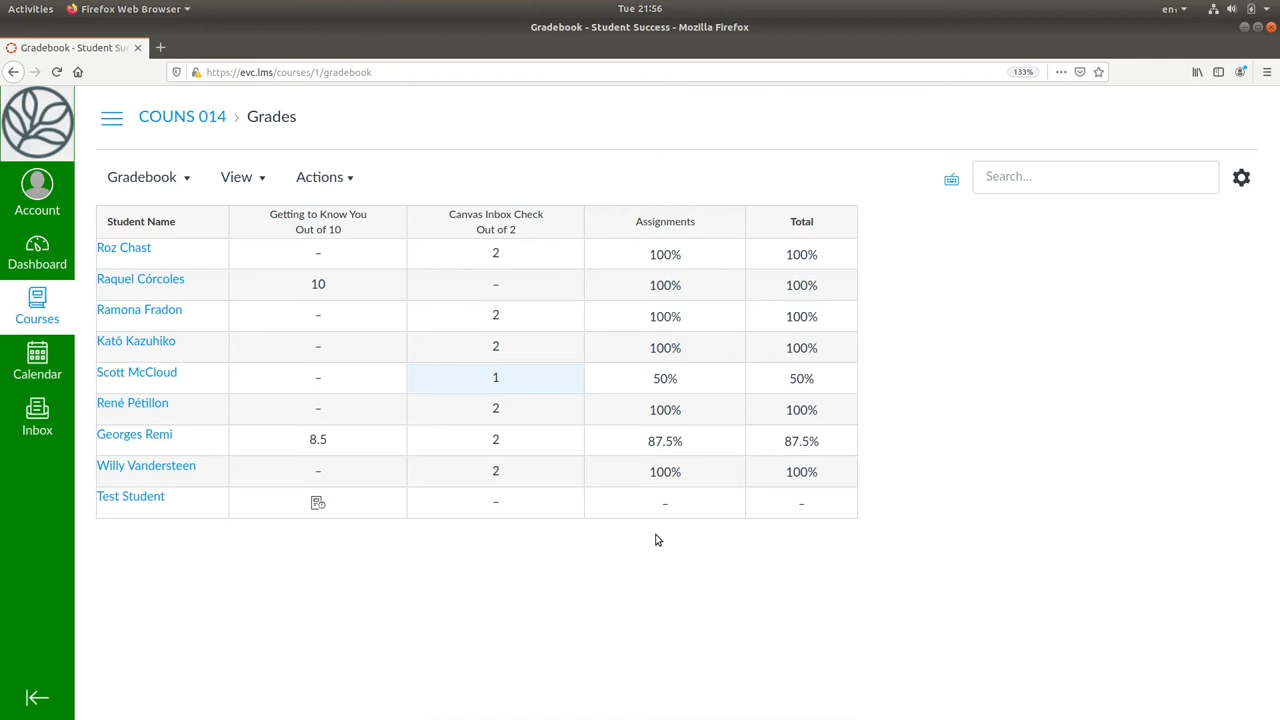 Activities Firefox Web Browser Tue 21:56 en₁
Gradebook - Student Success - Mozilla Firefox
Gradebook - Student Su
https://evc.lms/courses/1/gradebook 133%
COUNS 014 › Grades
Gradebook View Actions Search...
Account
Dashboard
Courses
Calendar
Inbox
Student Name Getting to Know You Out of 10 Canvas Inbox Check Out of 2 Assignments Total
Roz Chast – 2 100% 100%
Raquel Córcoles 10 – 100% 100%
Ramona Fradon – 2 100% 100%
Katō Kazuhiko – 2 100% 100%
Scott McCloud – 1 50% 50%
René Pétillon – 2 100% 100%
Georges Remi 8.5 2 87.5% 87.5%
Willy Vandersteen – 2 100% 100%
Test Student – – –